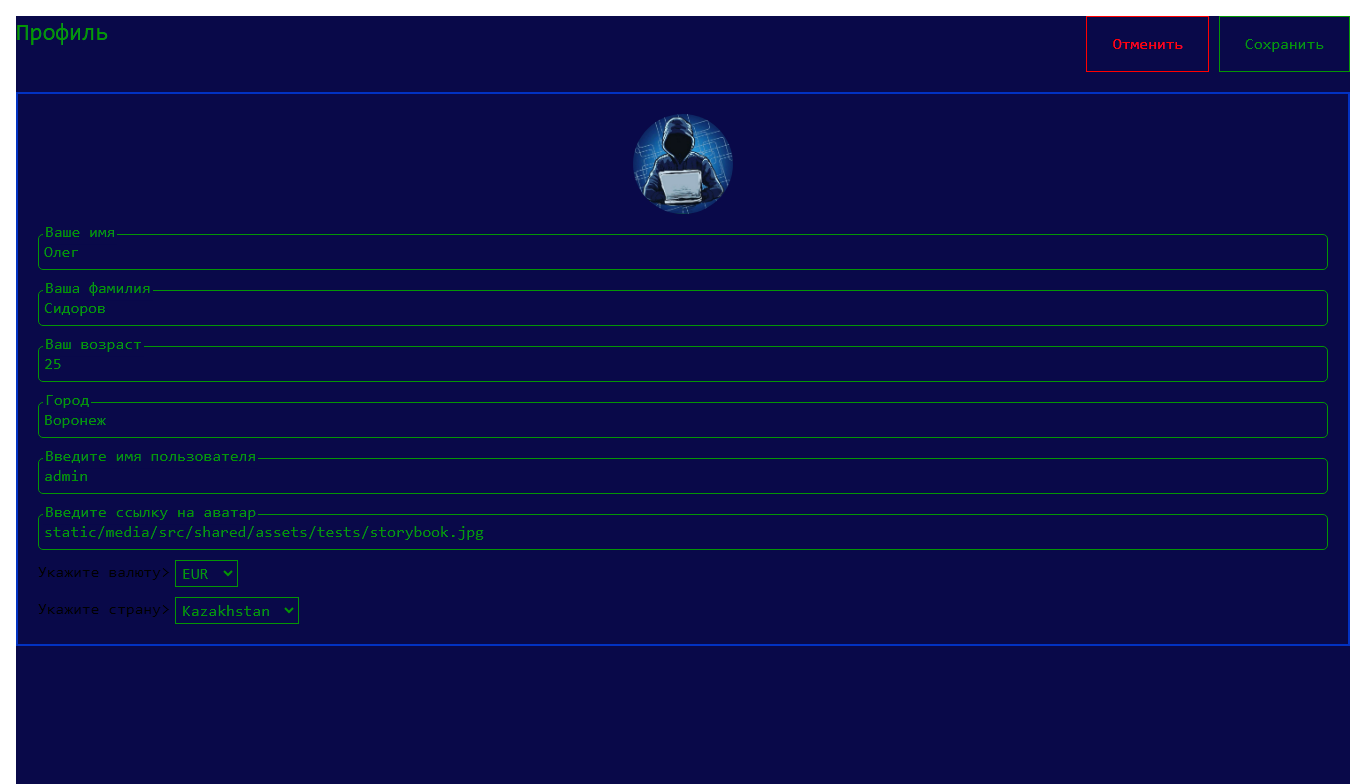 Профиль
Отменить
Сохранить
Ваше имя
Олег
Ваша фамилия
Сидоров
Ваш возраст
25
Город
Воронеж
Введите имя пользователя
admin
Введите ссылку на аватар
static/media/src/shared/assets/tests/storybook.jpg
Укажите валюту> EUR
Укажите страну> Kazakhstan